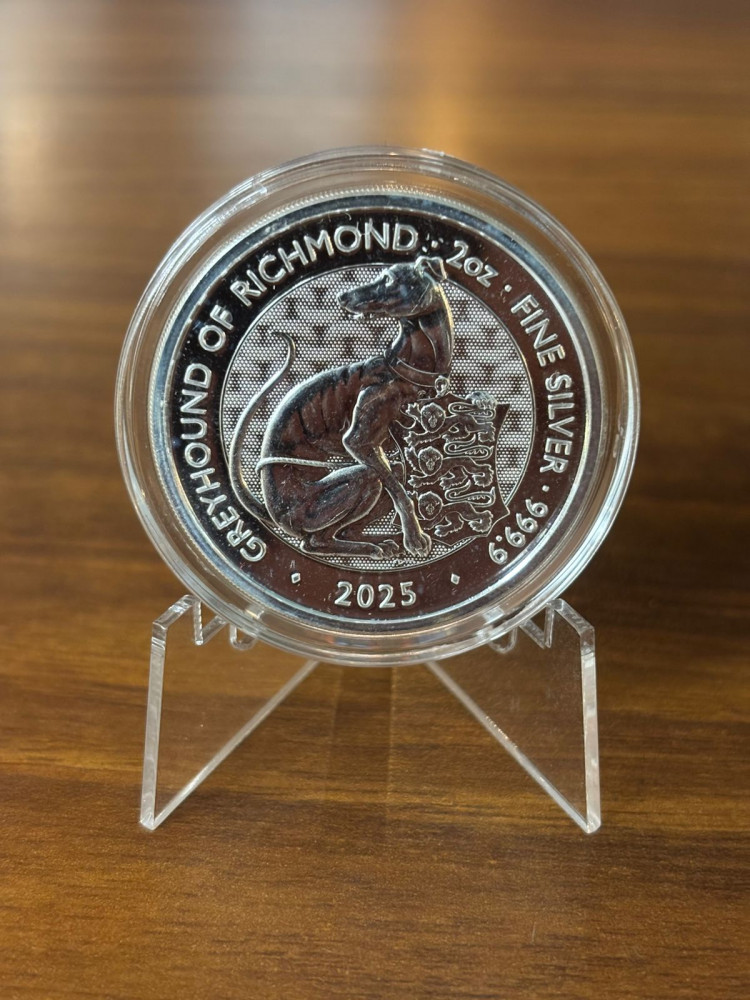 GREYHOUND OF RICHMOND · 2oz · FINE SILVER · 999.9
· 2025 ·